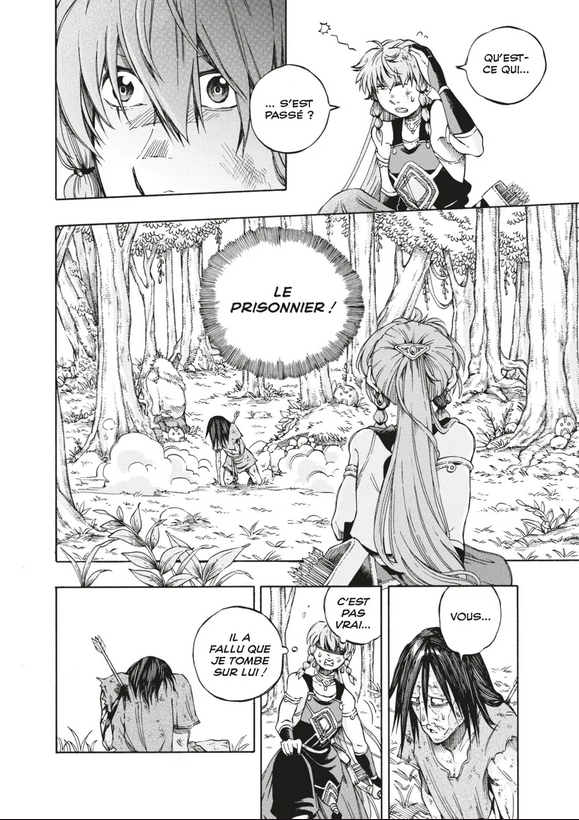 QU'EST-
CE QUI...
... S'EST
PASSÉ ?
LE
PRISONNIER !
VOUS...
C'EST
PAS
VRAI...
IL A
FALLU QUE
JE TOMBE
SUR LUI !